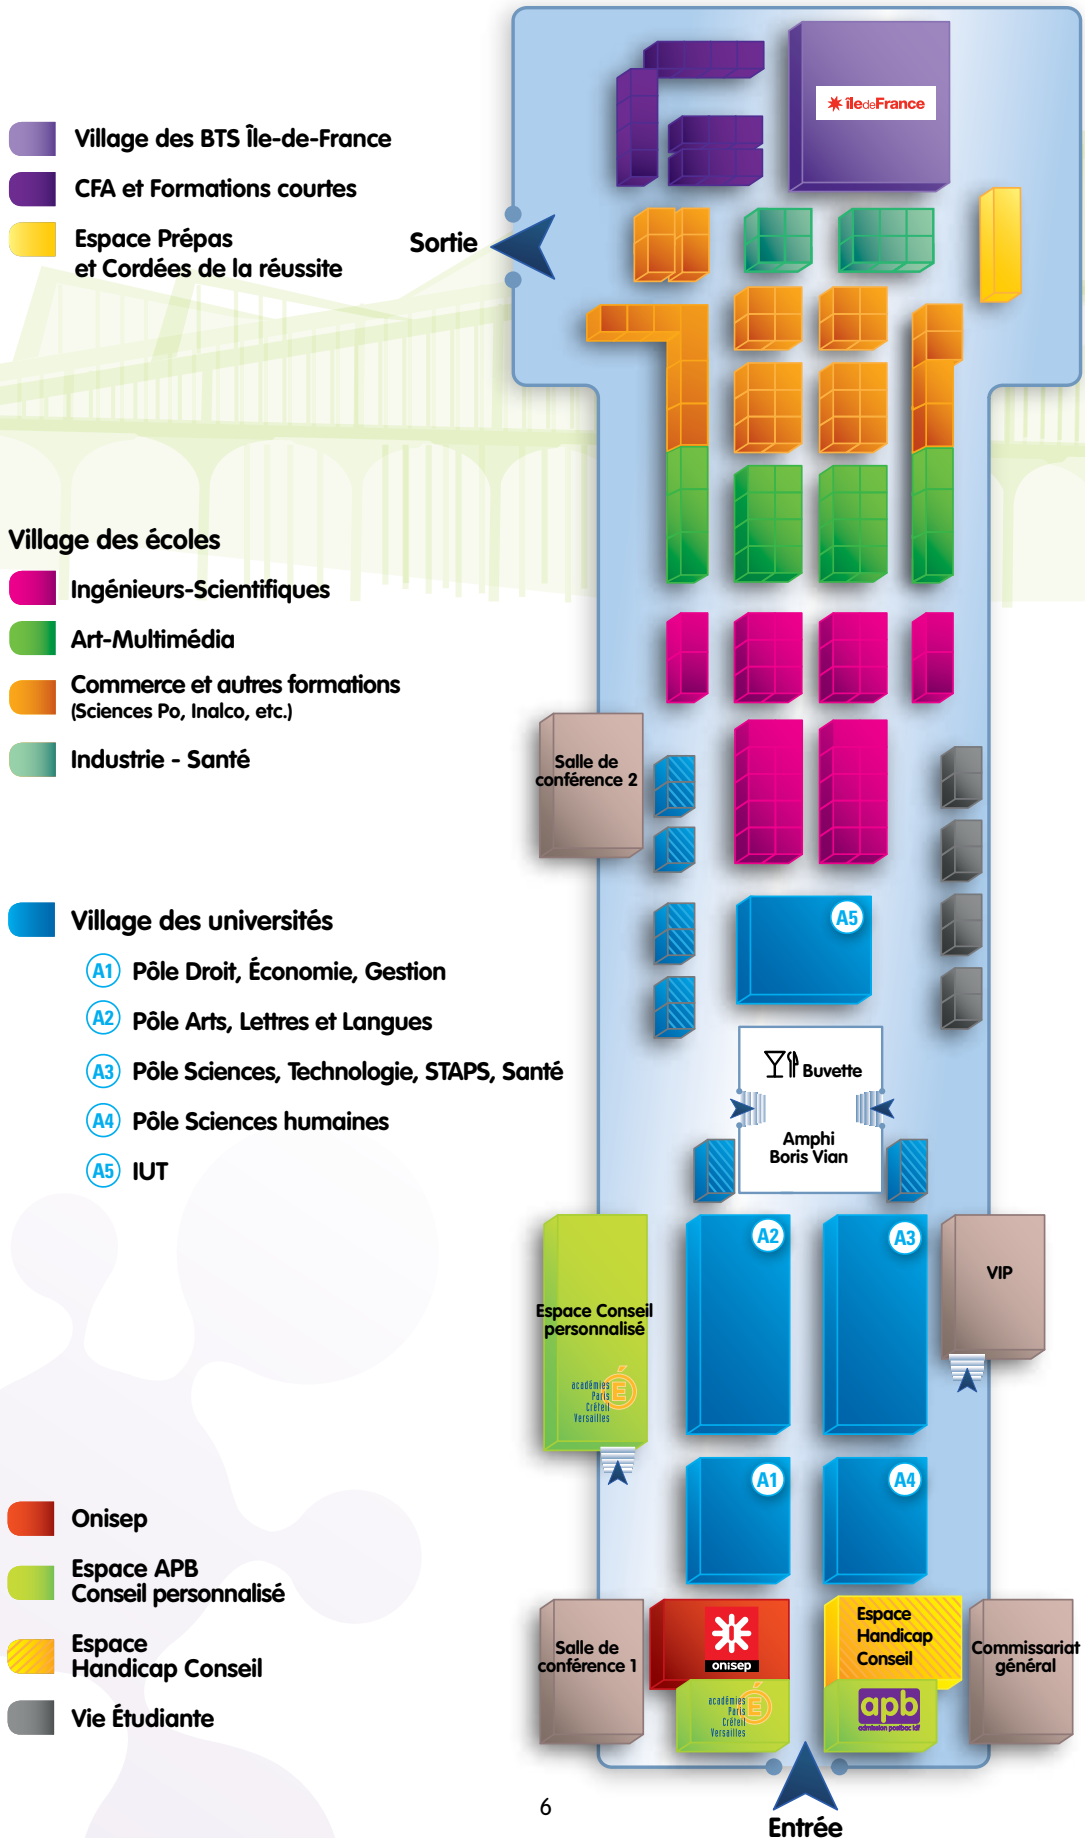 îledeFrance
Village des BTS Île-de-France
CFA et Formations courtes
Espace Prépas
et Cordées de la réussite
Sortie
Village des écoles
Ingénieurs-Scientifiques
Art-Multimédia
Commerce et autres formations
(Sciences Po, Inalco, etc.)
Industrie - Santé
Salle de
conférence 2
Village des universités
A1 Pôle Droit, Économie, Gestion
A2 Pôle Arts, Lettres et Langues
A3 Pôle Sciences, Technologie, STAPS, Santé
A4 Pôle Sciences humaines
A5 IUT
A5
Buvette
Amphi
Boris Vian
A2
A3
VIP
Espace Conseil
personnalisé
académies
Paris
Créteil
Versailles
É
A1
A4
Onisep
Espace APB
Conseil personnalisé
Espace
Handicap Conseil
Vie Étudiante
Salle de
conférence 1
onisep
académies
Paris
Créteil
Versailles
É
Espace
Handicap
Conseil
apb
admission postbac idf
Commissariat
général
6
Entrée